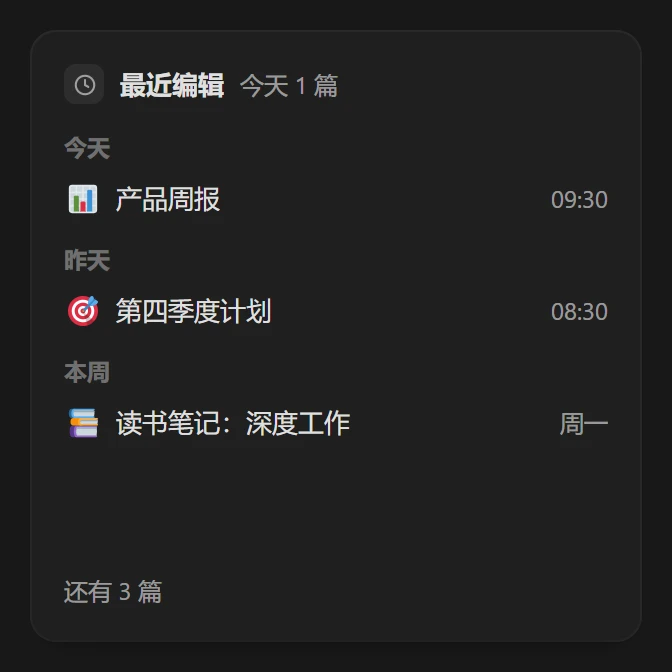 最近编辑 今天 1 篇
今天
产品周报 09:30
昨天
第四季度计划 08:30
本周
读书笔记：深度工作 周一
还有 3 篇